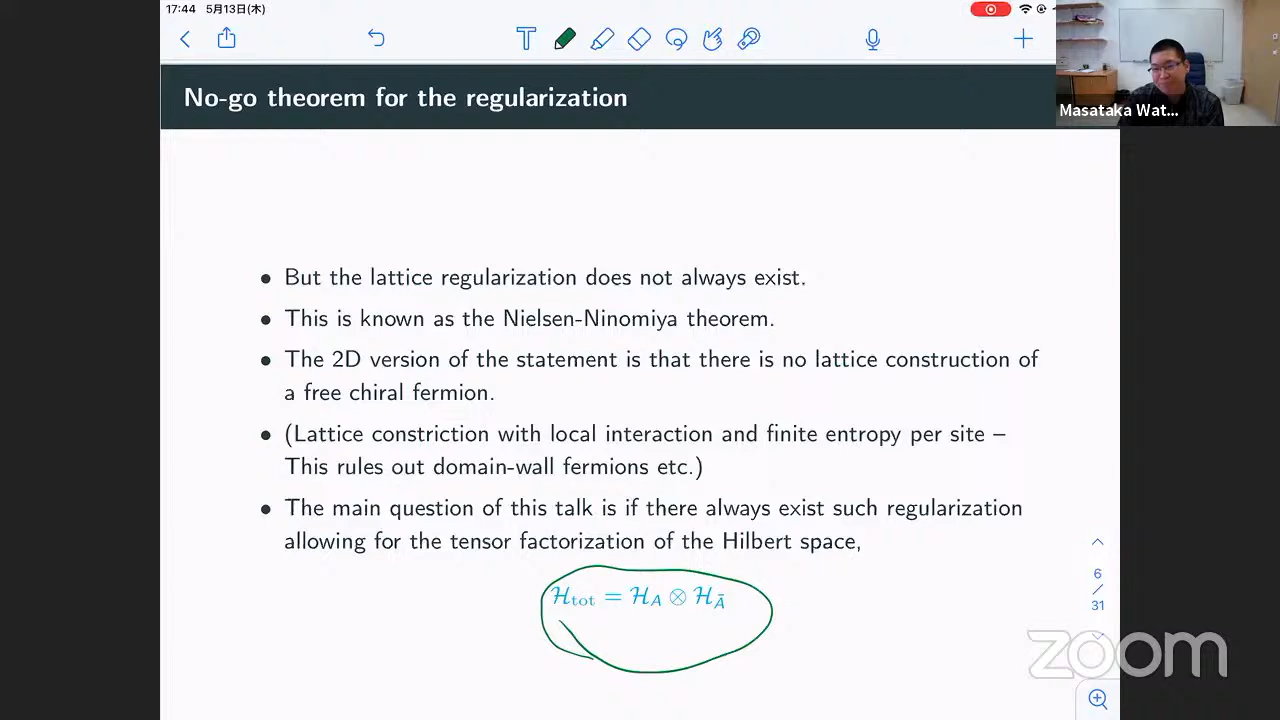 17:44 5月13日(木)
T
No-go theorem for the regularization
Masataka Wat...
• But the lattice regularization does not always exist.
• This is known as the Nielsen-Ninomiya theorem.
• The 2D version of the statement is that there is no lattice construction of
a free chiral fermion.
• (Lattice constriction with local interaction and finite entropy per site –
This rules out domain-wall fermions etc.)
• The main question of this talk is if there always exist such regularization
allowing for the tensor factorization of the Hilbert space,
ℋ_tot = ℋ_A ⊗ ℋ_Ā
6
/
31
zoom